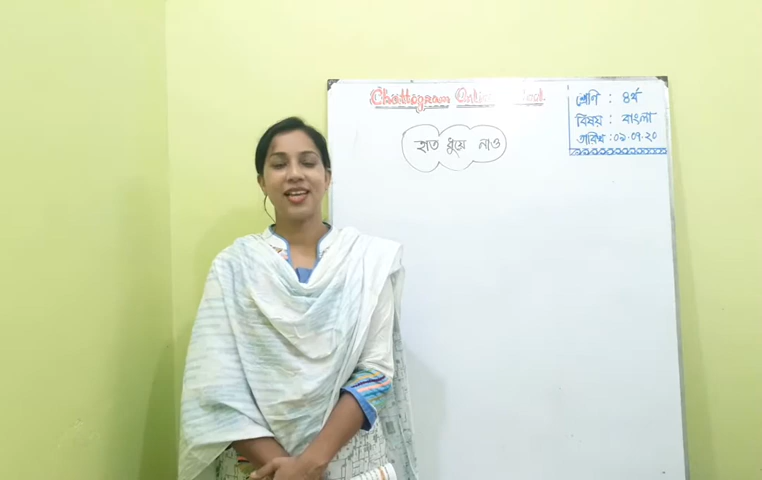 Chattogram Online School
শ্রেণি : ৪র্থ
বিষয় : বাংলা
তারিখ : ০৯.০৭.২০
হাত ধুয়ে নাও